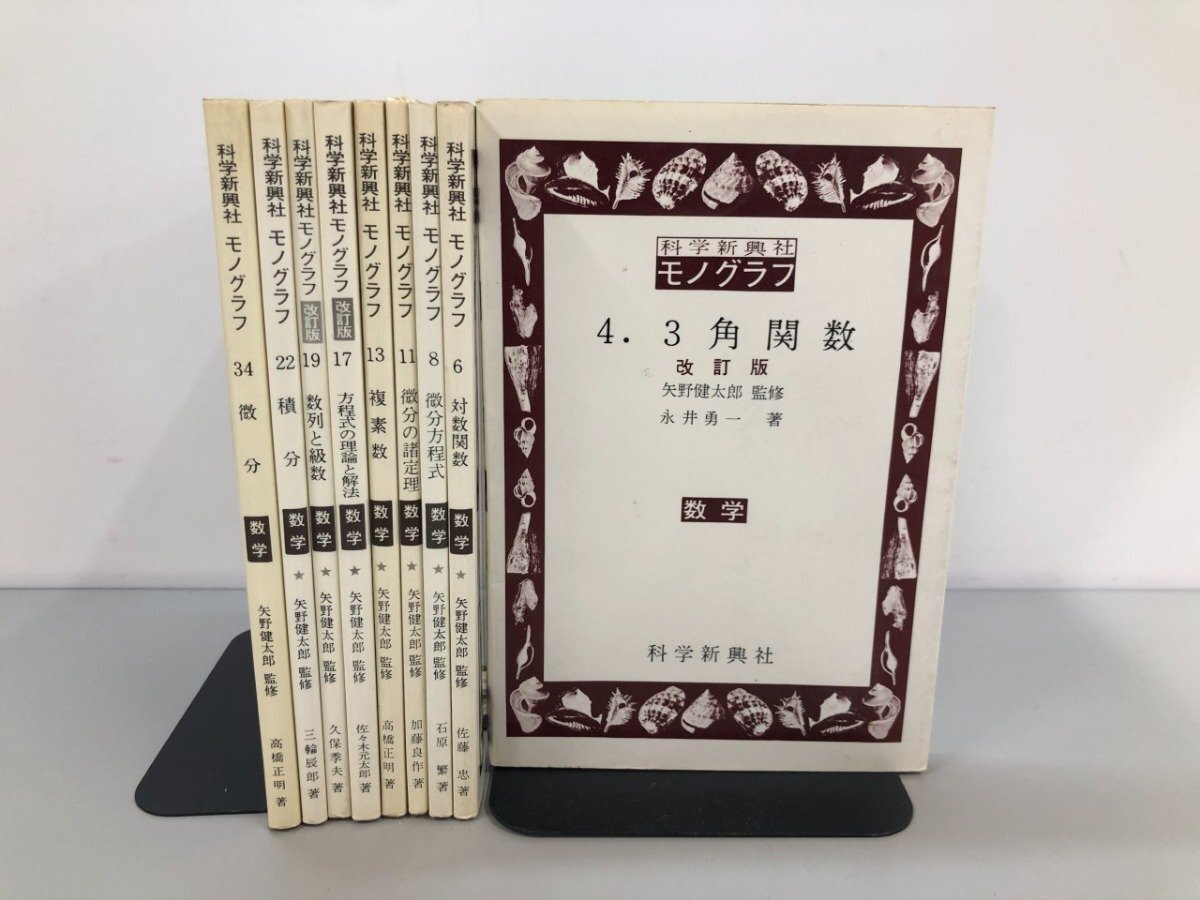 科学新興社 モノグラフ 34 微分 数学 矢野健太郎 監修 高橋正明 著
科学新興社 モノグラフ 22 積分 数学 ★ 矢野健太郎 監修 三輪辰郎 著
科学新興社 モノグラフ 改訂版 19 数列と級数 数学 ★ 矢野健太郎 監修 久保季夫 著
科学新興社 モノグラフ 改訂版 17 方程式の理論と解法 数学 ★ 矢野健太郎 監修 佐々木元太郎 著
科学新興社 モノグラフ 13 複素数 数学 ★ 矢野健太郎 監修 高橋正明 著
科学新興社 モノグラフ 11 微分の諸定理 数学 ★ 矢野健太郎 監修 加藤良作 著
科学新興社 モノグラフ 8 微分方程式 数学 ★ 矢野健太郎 監修 石原 繁 著
科学新興社 モノグラフ 6 対数関数 数学 ★ 矢野健太郎 監修 佐藤 忠 著
科学新興社
モノグラフ
4. 3角関数
改訂版
矢野健太郎 監修
永井勇一 著
数学
科学新興社